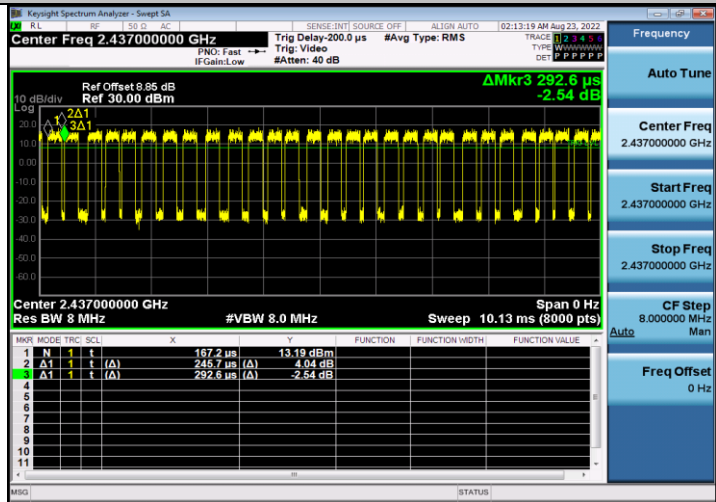 Keysight Spectrum Analyzer - Swept SA
RL RF 50 Ω AC SENSE:INT SOURCE OFF ALIGN AUTO 02:13:19 AM Aug 23, 2022
Center Freq 2.437000000 GHz
PNO: Fast
IFGain:Low
Trig Delay-200.0 µs #Avg Type: RMS
Trig: Video
#Atten: 40 dB
TRACE 1 2 3 4 5 6
TYPE WWWWWW
DET P P P P P P
Frequency
Auto Tune
Center Freq
2.437000000 GHz
Start Freq
2.437000000 GHz
Stop Freq
2.437000000 GHz
CF Step
8.000000 MHz
Auto Man
Freq Offset
0 Hz
ΔMkr3 292.6 µs
-2.54 dB
Ref Offset 8.85 dB
10 dB/div Ref 30.00 dBm
Log
20.0
10.0
0.00
-10.0
-20.0
-30.0
-40.0
-50.0
-60.0
1 2Δ1
3Δ1
Center 2.437000000 GHz Span 0 Hz
Res BW 8 MHz #VBW 8.0 MHz Sweep 10.13 ms (8000 pts)
MKR MODE TRC SCL X Y FUNCTION FUNCTION WIDTH FUNCTION VALUE
1 N 1 t 167.2 µs 13.19 dBm
2 Δ1 1 t (Δ) 245.7 µs (Δ) 4.04 dB
3 Δ1 1 t (Δ) 292.6 µs (Δ) -2.54 dB
4
5
6
7
8
9
10
11
MSG STATUS